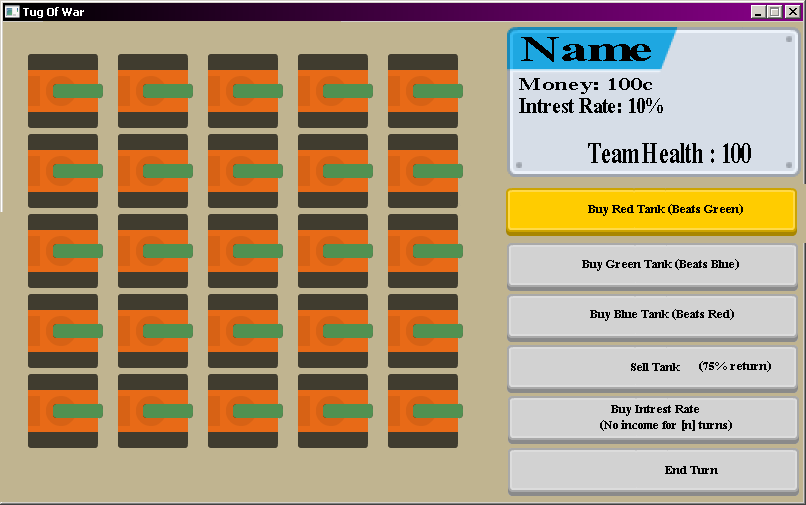 Tug Of War
Name
Money: 100c
Intrest Rate: 10%
Team Health : 100
Buy Red Tank (Beats Green)
Buy Green Tank (Beats Blue)
Buy Blue Tank (Beats Red)
Sell Tank (75% return)
Buy Intrest Rate
(No income for [n] turns)
End Turn